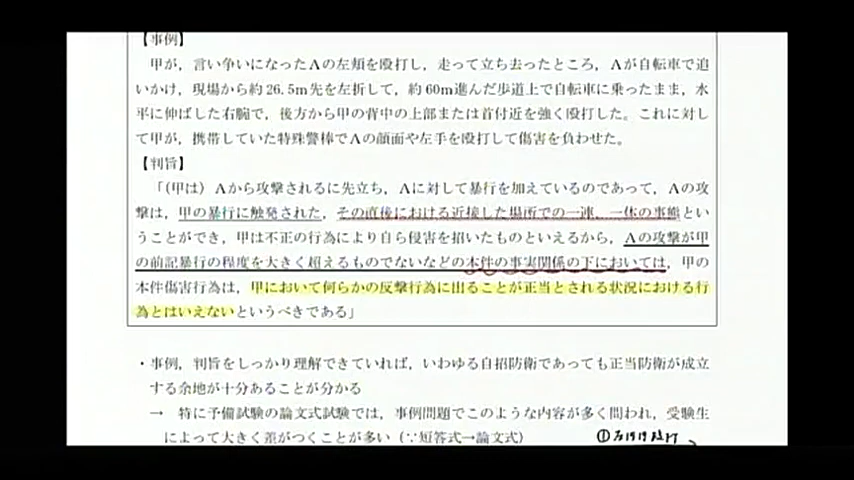 【事例】
甲が，言い争いになったAの左頬を殴打し，走って立ち去ったところ，Aが自転車で追
いかけ，現場から約26.5m先を左折して，約60m進んだ歩道上で自転車に乗ったまま，水
平に伸ばした右腕で，後方から甲の背中の上部または首付近を強く殴打した。これに対し
て甲が，携帯していた特殊警棒でAの顔面や左手を殴打して傷害を負わせた。
【判旨】
「（甲は）Aから攻撃されるに先立ち，Aに対して暴行を加えているのであって，Aの攻
撃は，甲の暴行に触発された，その直後における近接した場所での一連，一体の事態とい
うことができ，甲は不正の行為により自ら侵害を招いたものといえるから，Aの攻撃が甲
の前記暴行の程度を大きく超えるものでないなどの本件の事実関係の下においては，甲の
本件傷害行為は，甲において何らかの反撃行為に出ることが正当とされる状況における行
為とはいえないというべきである」
・事例，判旨をしっかり理解できていれば，いわゆる自招防衛であっても正当防衛が成立
する余地が十分あることが分かる
→ 特に予備試験の論文式試験では，事例問題でこのような内容が多く問われ，受験生
によって大きく差がつくことが多い（∵短答式→論文式）